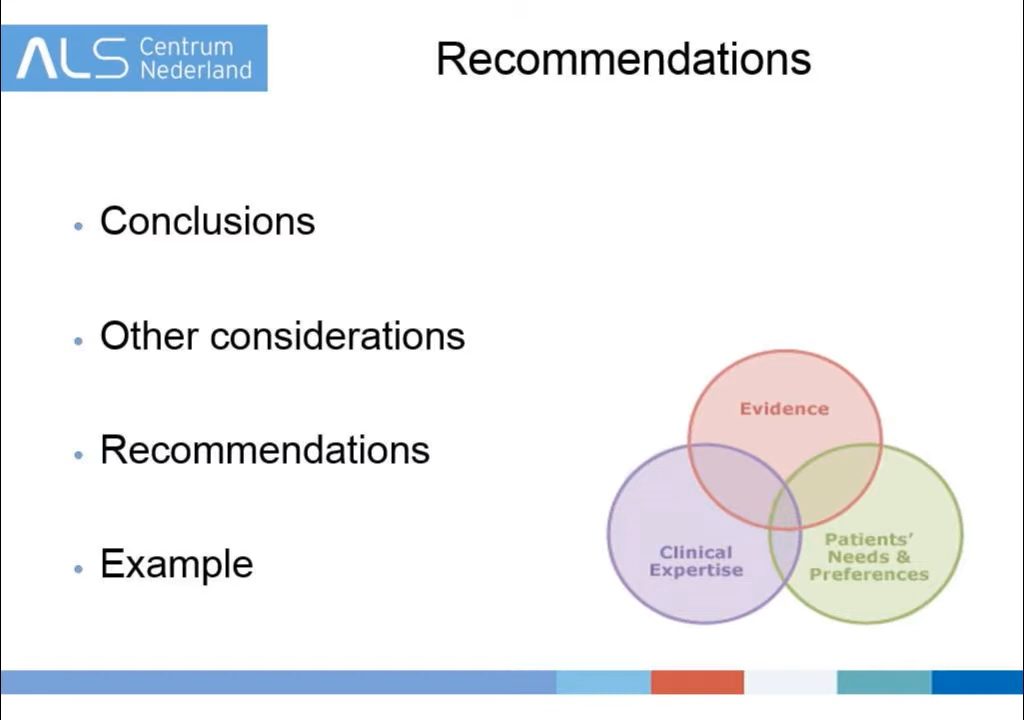 ALS Centrum
Nederland
Recommendations
Conclusions
Other considerations
Recommendations
Example
Evidence
Clinical
Expertise
Patients’
Needs &
Preferences